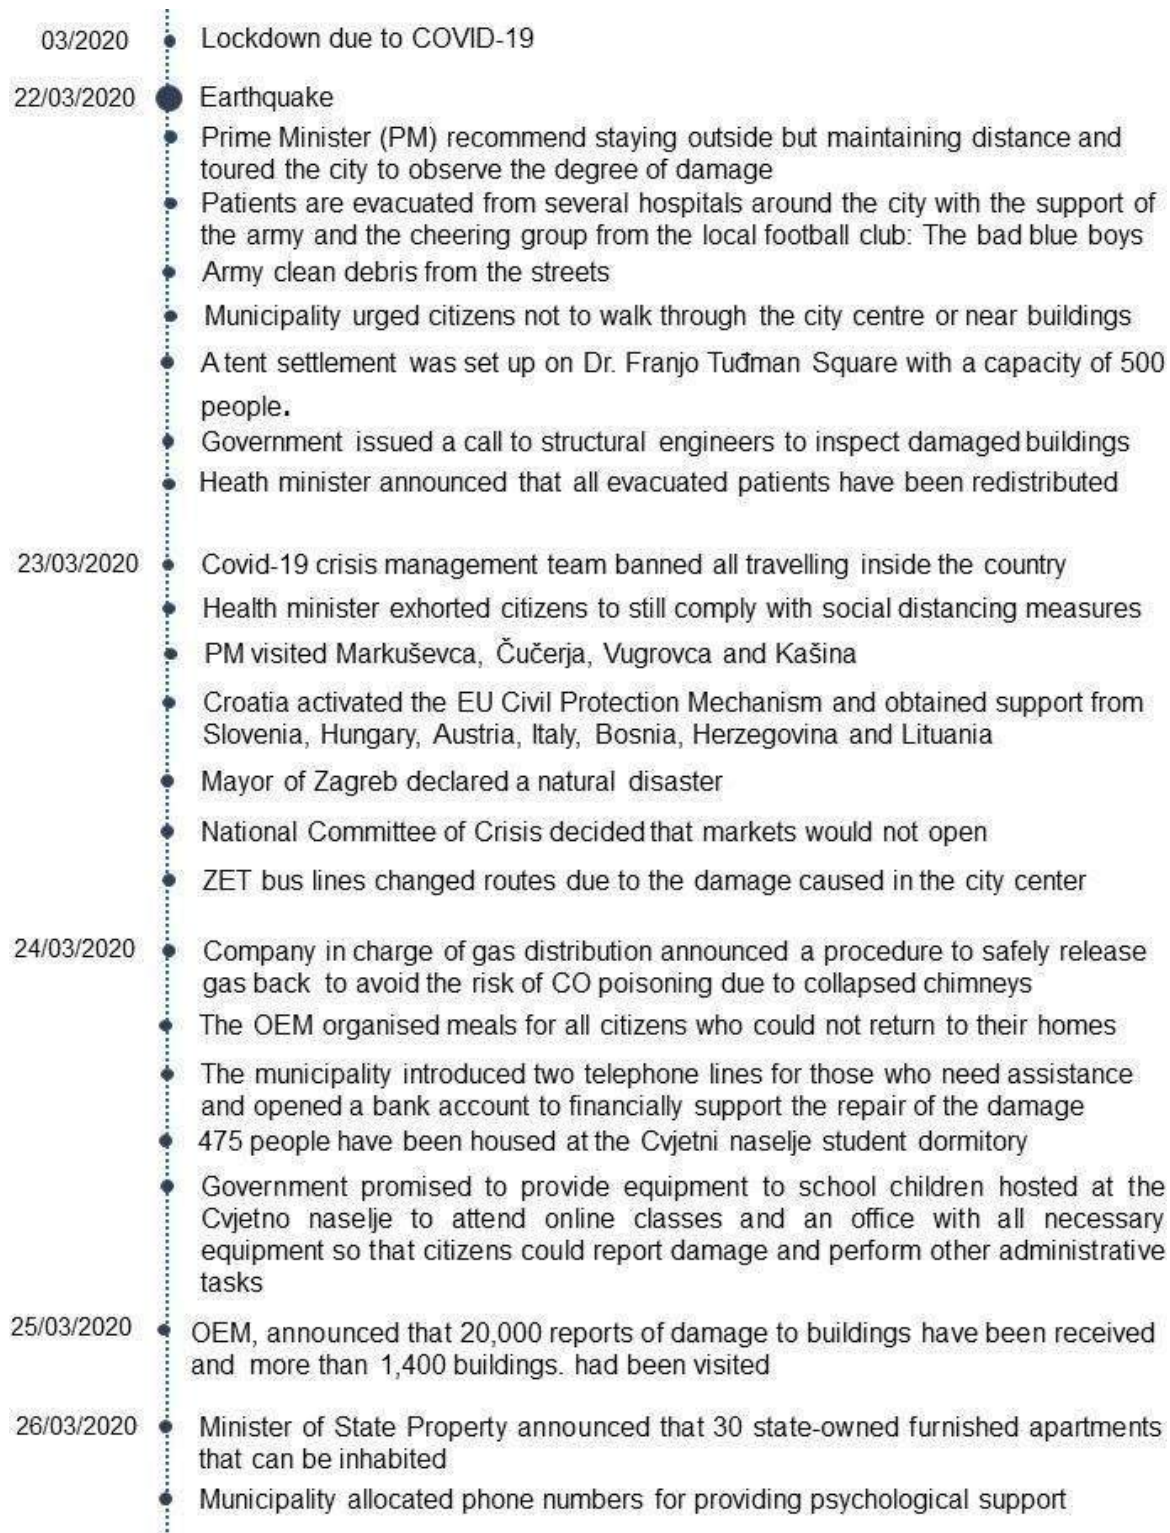 03/2020 Lockdown due to COVID-19
22/03/2020 Earthquake
Prime Minister (PM) recommend staying outside but maintaining distance and
toured the city to observe the degree of damage
Patients are evacuated from several hospitals around the city with the support of
the army and the cheering group from the local football club: The bad blue boys
Army clean debris from the streets
Municipality urged citizens not to walk through the city centre or near buildings
A tent settlement was set up on Dr. Franjo Tuđman Square with a capacity of 500
people.
Government issued a call to structural engineers to inspect damaged buildings
Heath minister announced that all evacuated patients have been redistributed
23/03/2020 Covid-19 crisis management team banned all travelling inside the country
Health minister exhorted citizens to still comply with social distancing measures
PM visited Markuševca, Čučerja, Vugrovca and Kašina
Croatia activated the EU Civil Protection Mechanism and obtained support from
Slovenia, Hungary, Austria, Italy, Bosnia, Herzegovina and Lituania
Mayor of Zagreb declared a natural disaster
National Committee of Crisis decided that markets would not open
ZET bus lines changed routes due to the damage caused in the city center
24/03/2020 Company in charge of gas distribution announced a procedure to safely release
gas back to avoid the risk of CO poisoning due to collapsed chimneys
The OEM organised meals for all citizens who could not return to their homes
The municipality introduced two telephone lines for those who need assistance
and opened a bank account to financially support the repair of the damage
475 people have been housed at the Cvjetni naselje student dormitory
Government promised to provide equipment to school children hosted at the
Cvjetno naselje to attend online classes and an office with all necessary
equipment so that citizens could report damage and perform other administrative
tasks
25/03/2020 OEM, announced that 20,000 reports of damage to buildings have been received
and more than 1,400 buildings. had been visited
26/03/2020 Minister of State Property announced that 30 state-owned furnished apartments
that can be inhabited
Municipality allocated phone numbers for providing psychological support